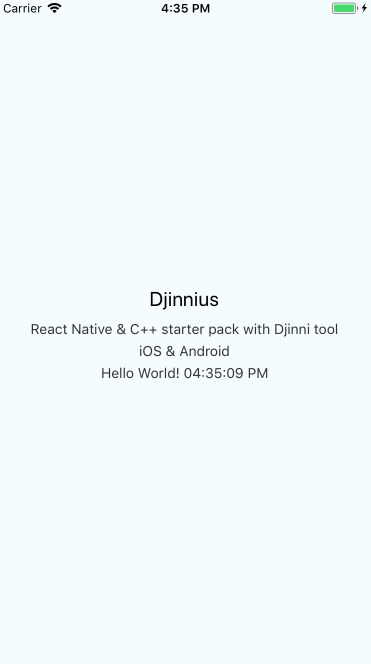 Carrier 4:35 PM
Djinnius
React Native & C++ starter pack with Djinni tool
iOS & Android
Hello World! 04:35:09 PM